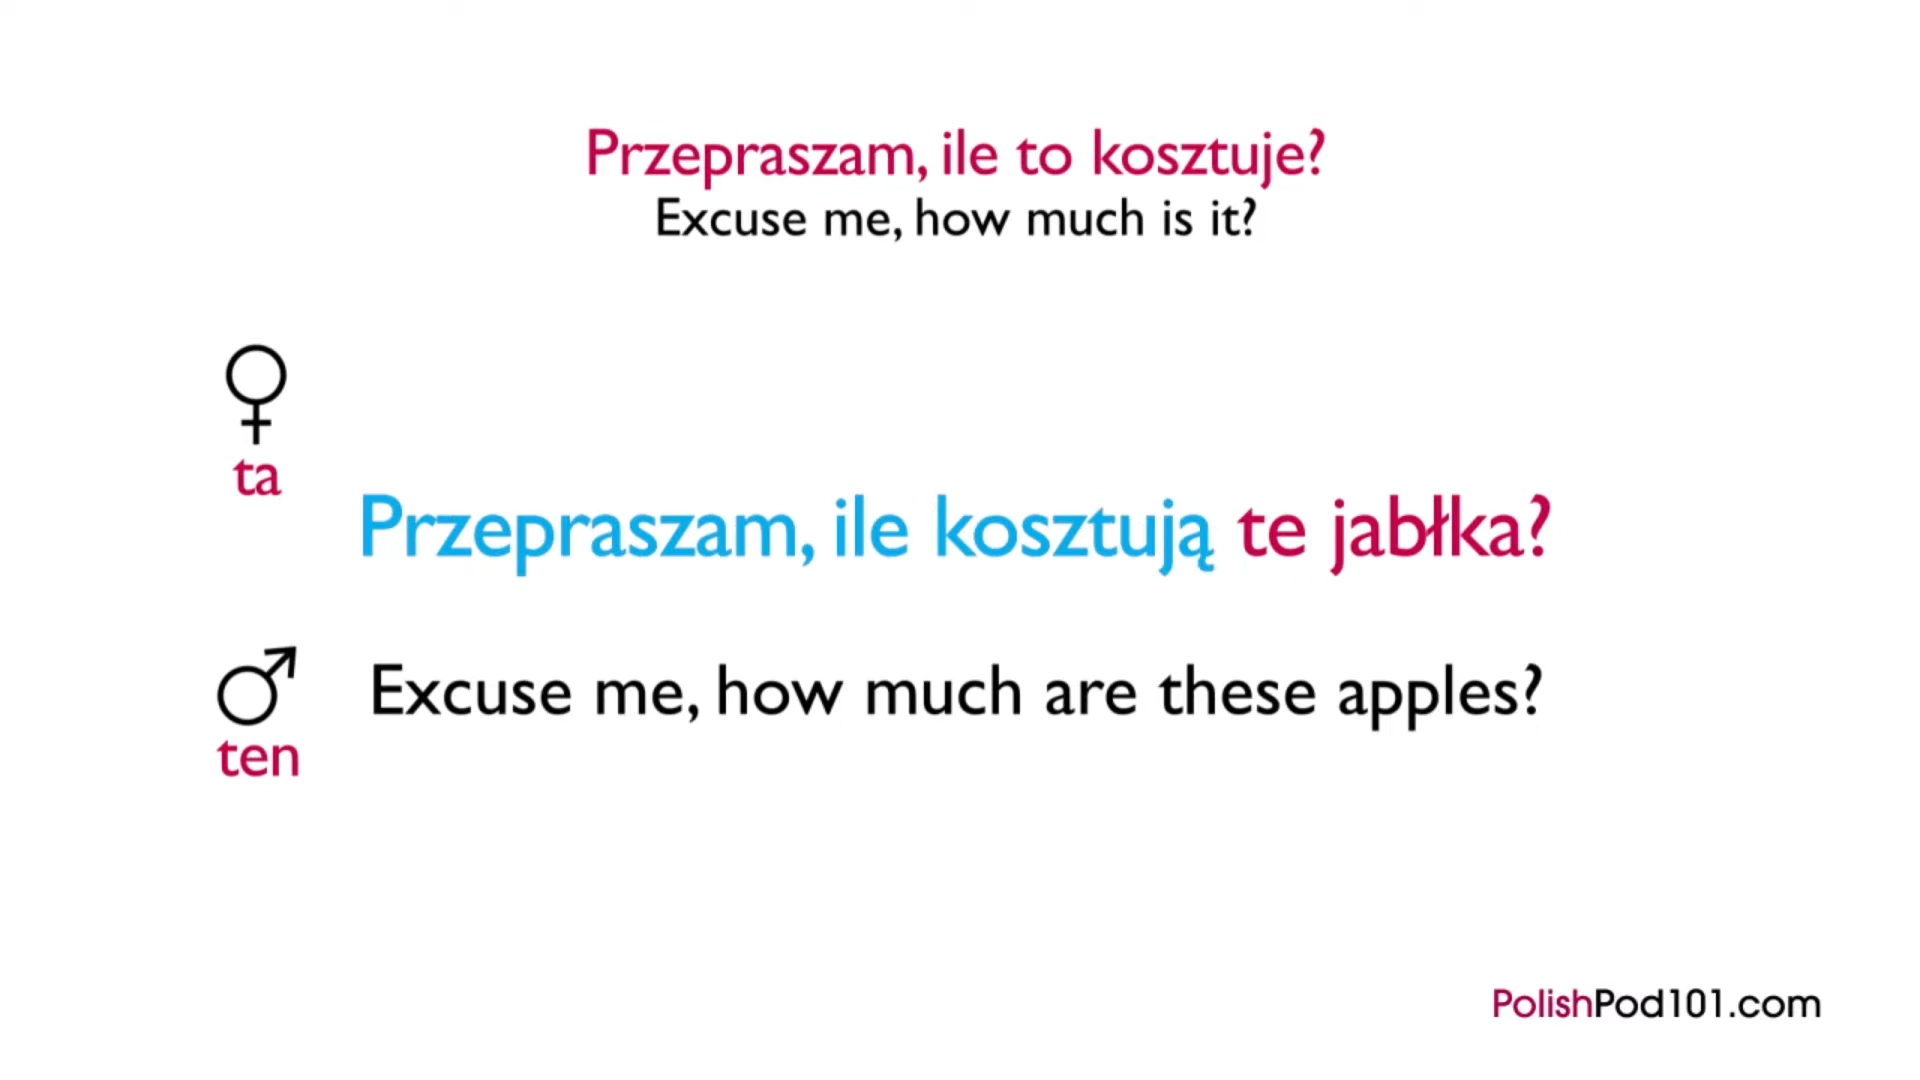 Przepraszam, ile to kosztuje?
Excuse me, how much is it?
ta
Przepraszam, ile kosztują te jabłka?
Excuse me, how much are these apples?
ten
PolishPod101.com